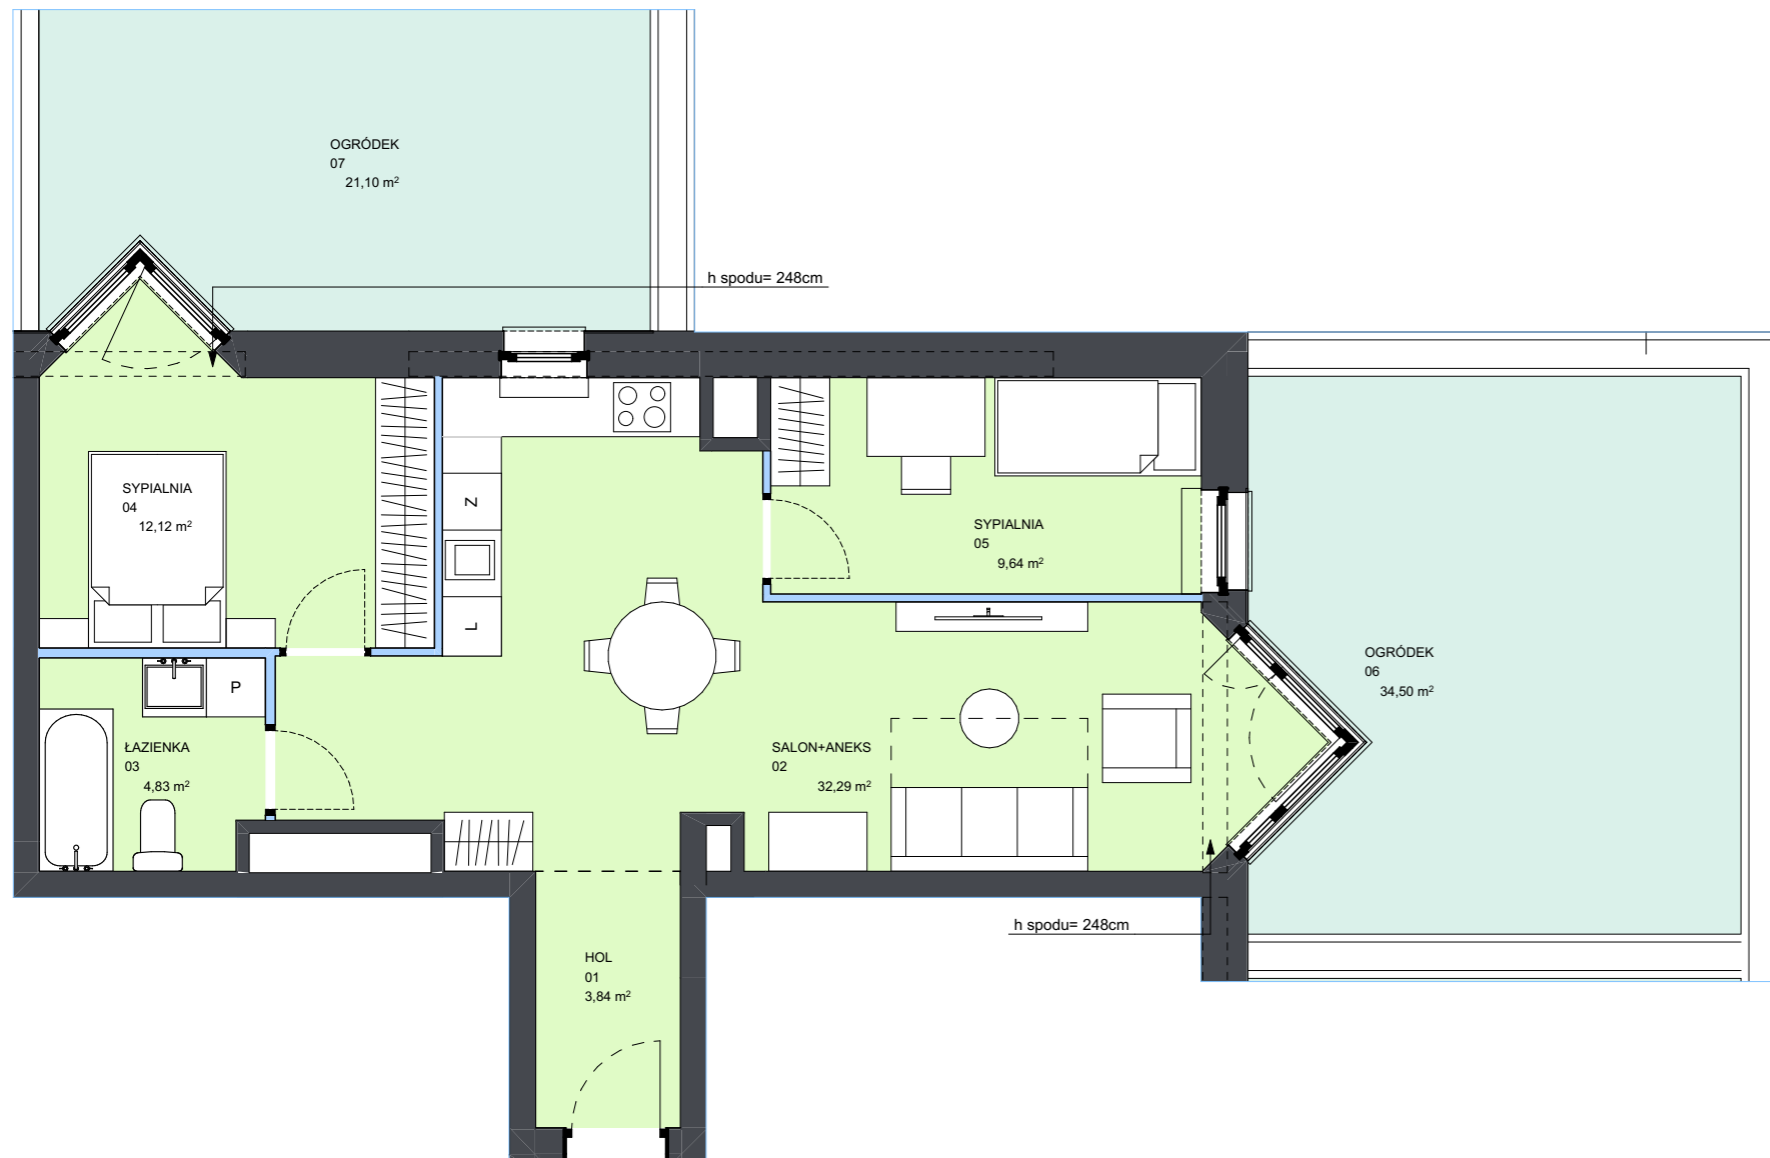 OGRÓDEK
07
21,10 m²
h spodu= 248cm
SYPIALNIA
04
12,12 m²
Z
L
SYPIALNIA
05
9,64 m²
P
ŁAZIENKA
03
4,83 m²
SALON+ANEKS
02
32,29 m²
OGRÓDEK
06
34,50 m²
h spodu= 248cm
HOL
01
3,84 m²